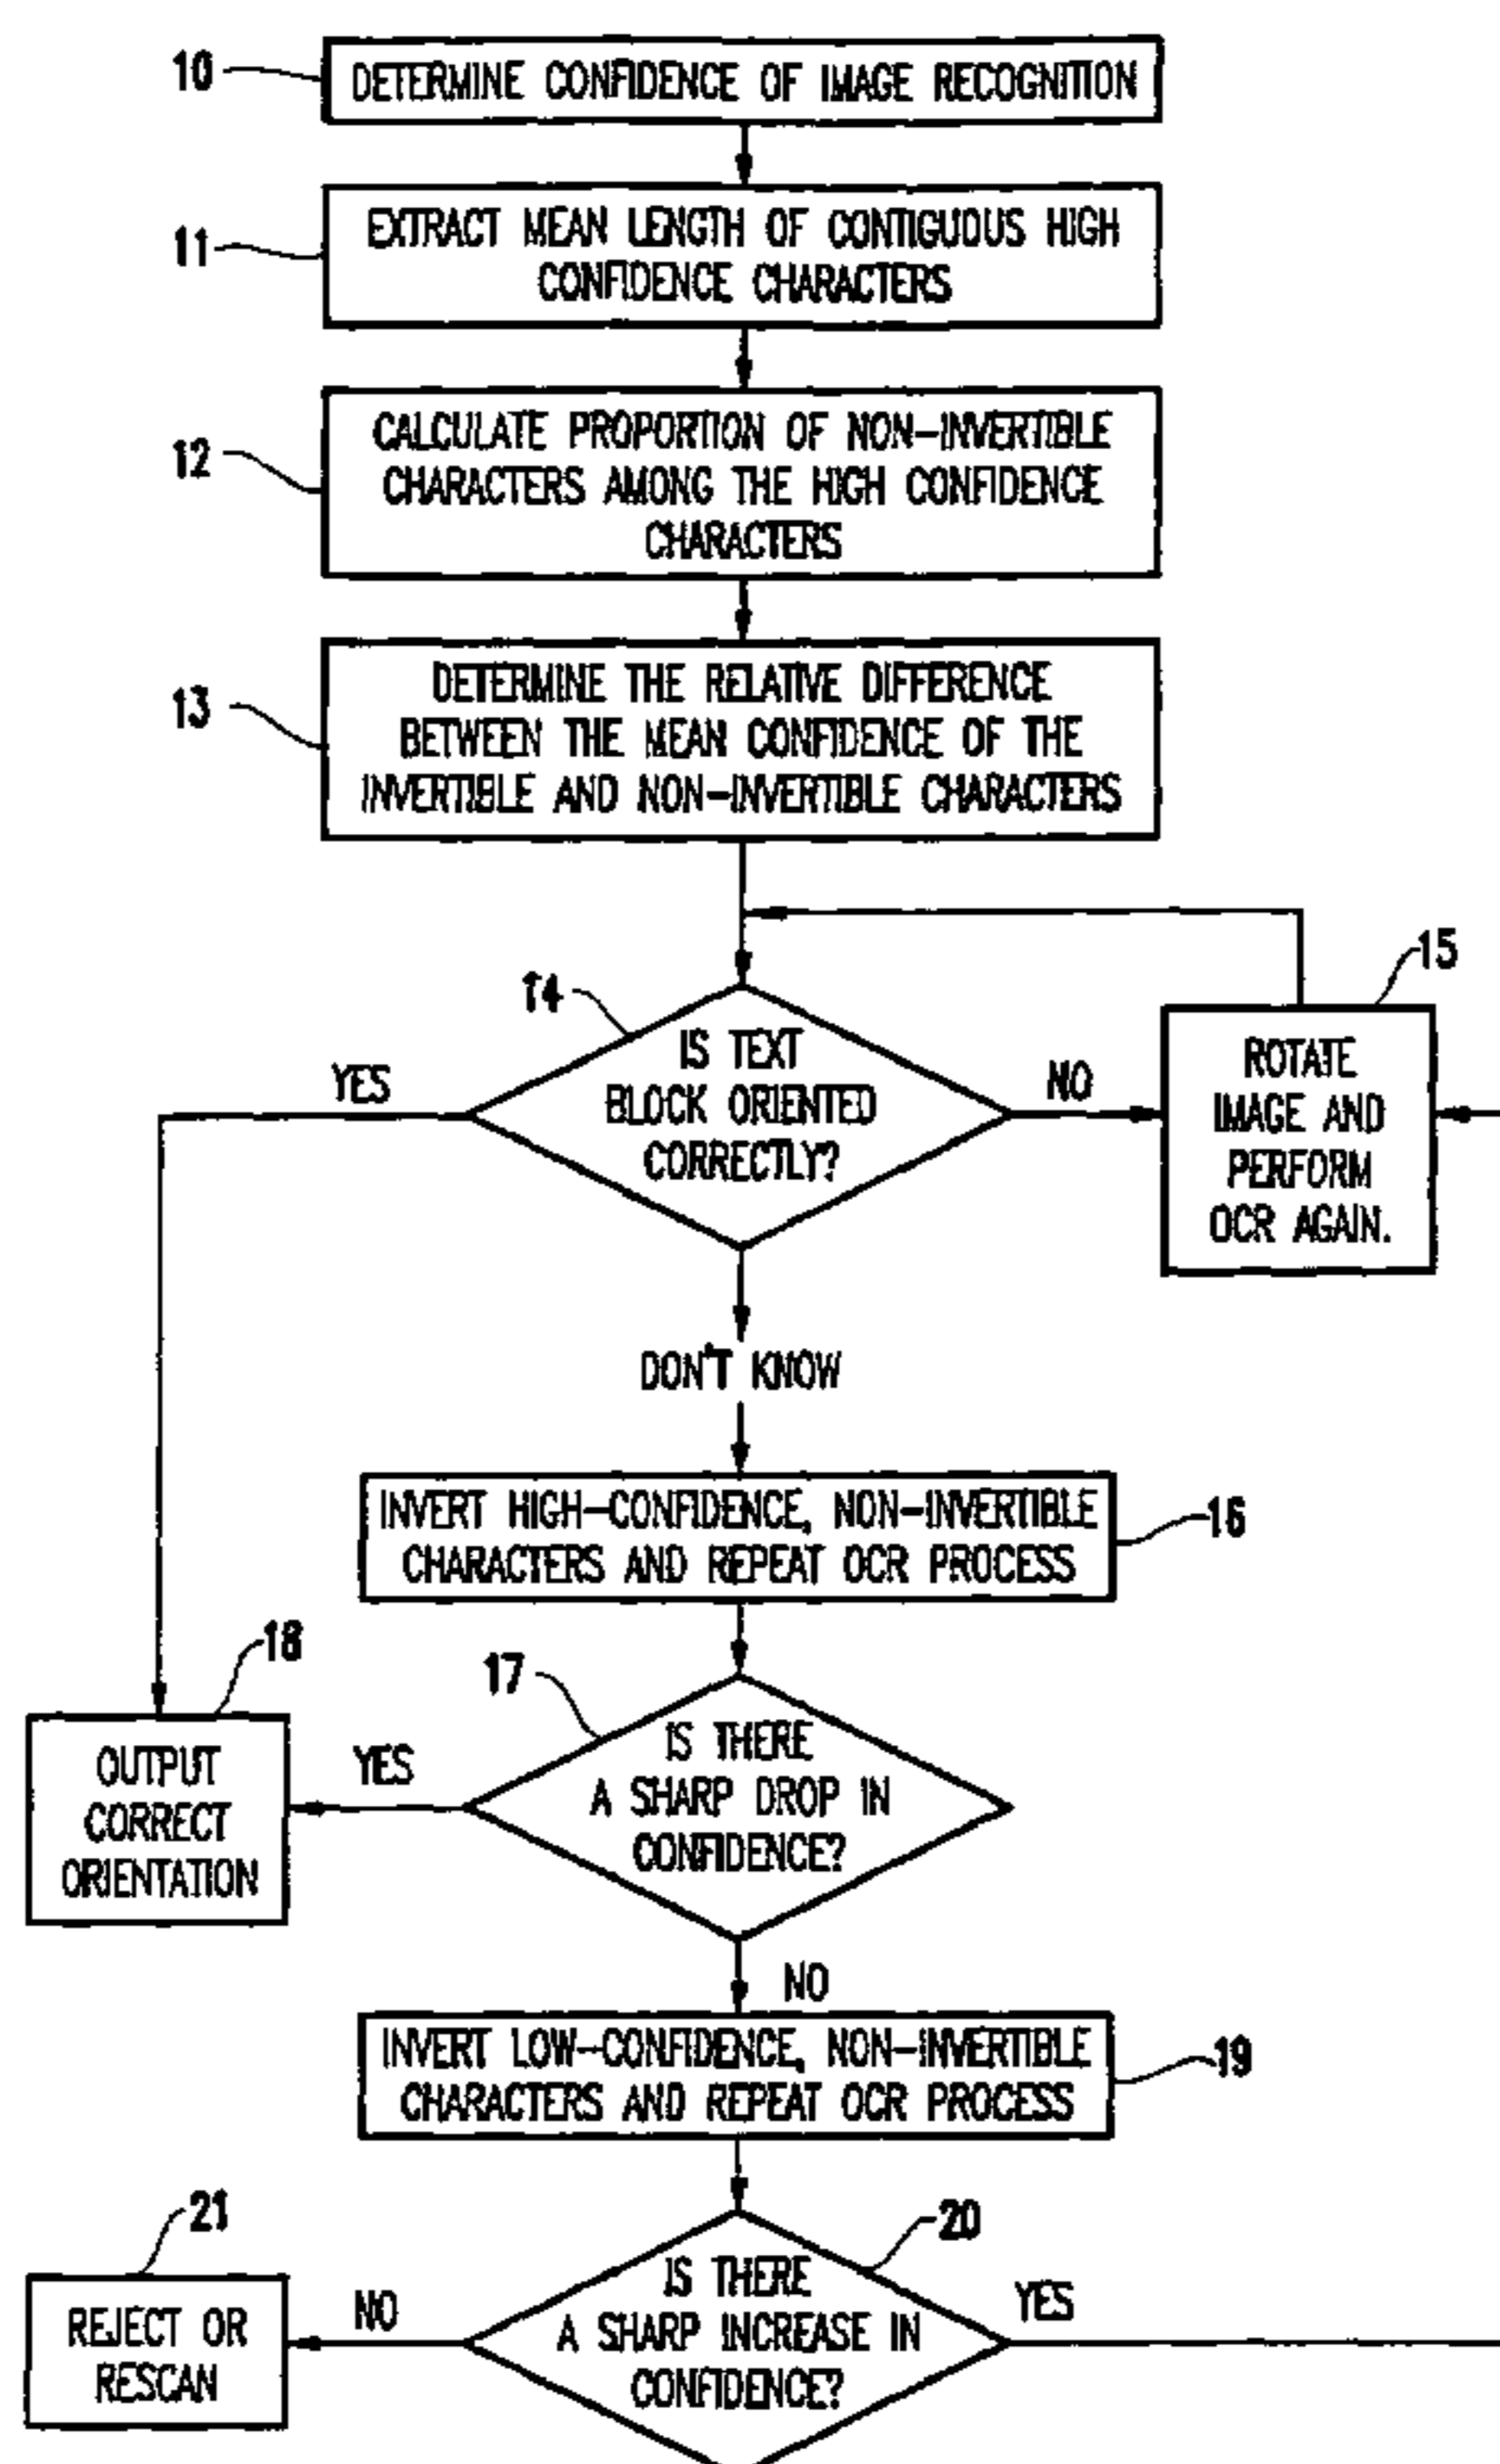 10
DETERMINE CONFIDENCE OF IMAGE RECOGNITION
11
EXTRACT MEAN LENGTH OF CONTIGUOUS HIGH
CONFIDENCE CHARACTERS
12
CALCULATE PROPORTION OF NON-INVERTIBLE
CHARACTERS AMONG THE HIGH CONFIDENCE
CHARACTERS
13
DETERMINE THE RELATIVE DIFFERENCE
BETWEEN THE MEAN CONFIDENCE OF THE
INVERTIBLE AND NON-INVERTIBLE CHARACTERS
14
IS TEXT
BLOCK ORIENTED
CORRECTLY?
YES
NO
15
ROTATE
IMAGE AND
PERFORM
OCR AGAIN.
DON'T KNOW
INVERT HIGH-CONFIDENCE, NON-INVERTIBLE
CHARACTERS AND REPEAT OCR PROCESS
16
17
IS THERE
A SHARP DROP IN
CONFIDENCE?
YES
18
OUTPUT
CORRECT
ORIENTATION
NO
INVERT LOW-CONFIDENCE, NON-INVERTIBLE
CHARACTERS AND REPEAT OCR PROCESS
19
20
IS THERE
A SHARP INCREASE IN
CONFIDENCE?
YES
NO
21
REJECT OR
RESCAN